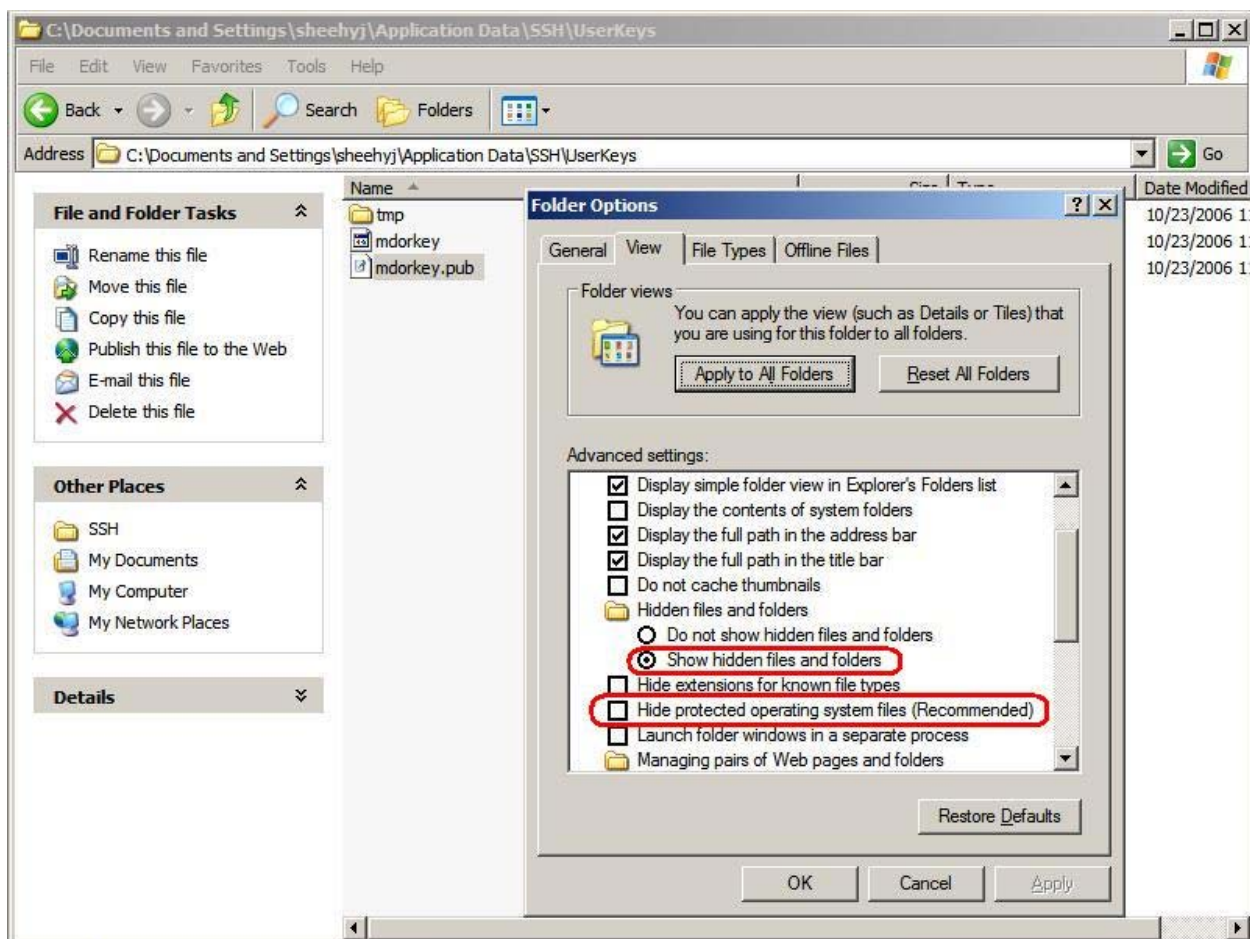 C:\Documents and Settings\sheehyj\Application Data\SSH\UserKeys
File Edit View Favorites Tools Help
Back Search Folders
Address C:\Documents and Settings\sheehyj\Application Data\SSH\UserKeys Go
File and Folder Tasks
Rename this file
Move this file
Copy this file
Publish this file to the Web
E-mail this file
Delete this file
Other Places
SSH
My Documents
My Computer
My Network Places
Details
Name Size Type Date Modified
tmp 10/23/2006 1
mdorkey 10/23/2006 1
mdorkey.pub 10/23/2006 1
Folder Options
General View File Types Offline Files
Folder views
You can apply the view (such as Details or Tiles) that
you are using for this folder to all folders.
Apply to All Folders Reset All Folders
Advanced settings:
Display simple folder view in Explorer's Folders list
Display the contents of system folders
Display the full path in the address bar
Display the full path in the title bar
Do not cache thumbnails
Hidden files and folders
Do not show hidden files and folders
Show hidden files and folders
Hide extensions for known file types
Hide protected operating system files (Recommended)
Launch folder windows in a separate process
Managing pairs of Web pages and folders
Restore Defaults
OK Cancel Apply